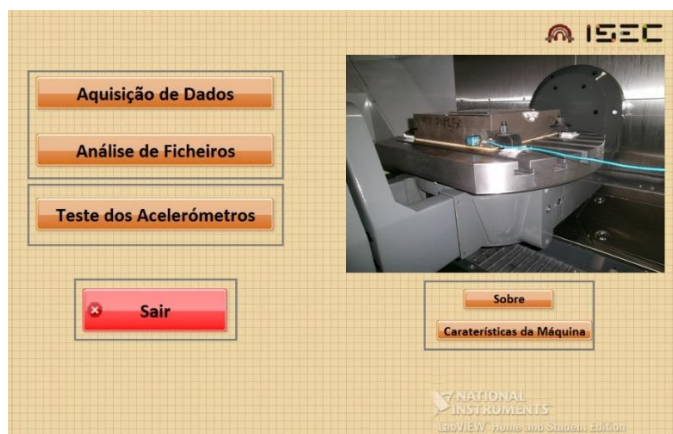 ISEC
Aquisição de Dados
Análise de Ficheiros
Teste dos Acelerómetros
Sair
Sobre
Caraterísticas da Máquina
NATIONAL
INSTRUMENTS
LabVIEW Home and Student Edition